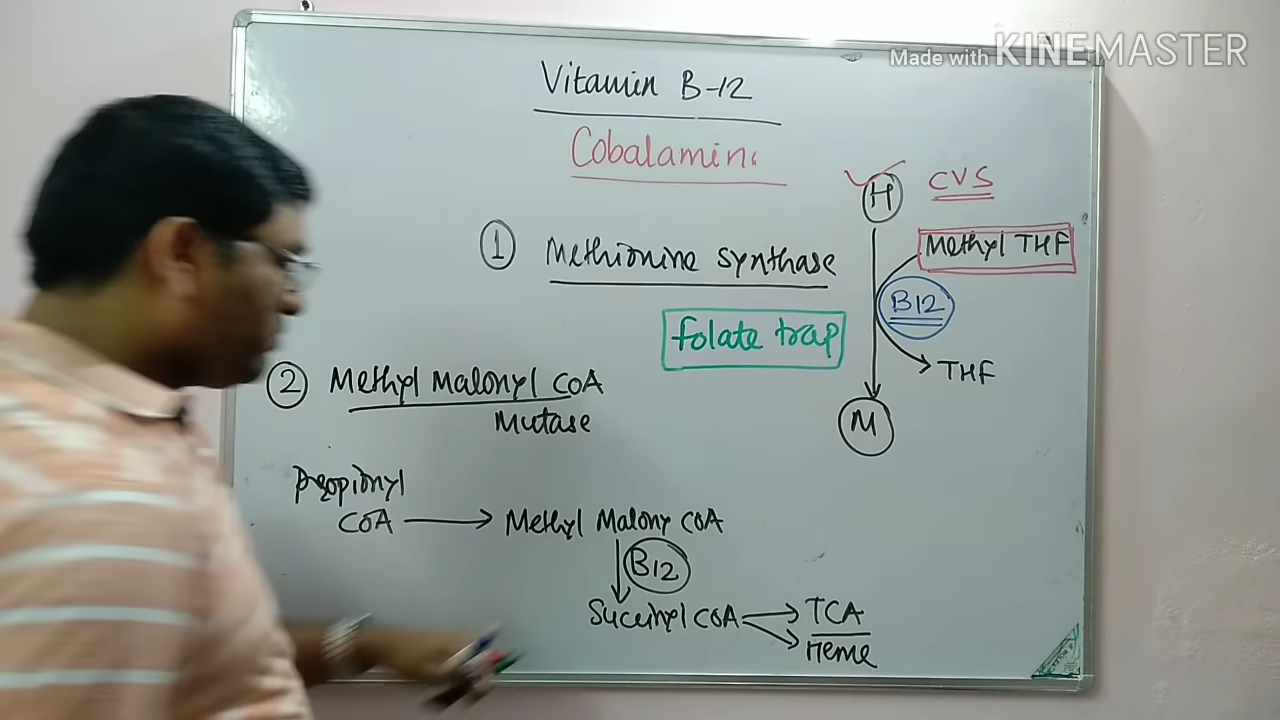 Made with KINEMASTER
Vitamin B-12
Cobalamin
H
CVS
① Methionine synthase
Methyl THF
B12
folate trap
THF
② Methyl Malonyl COA
Mutase
M
Propionyl
COA
Methyl Malony COA
B12
Succinyl COA
TCA
Heme